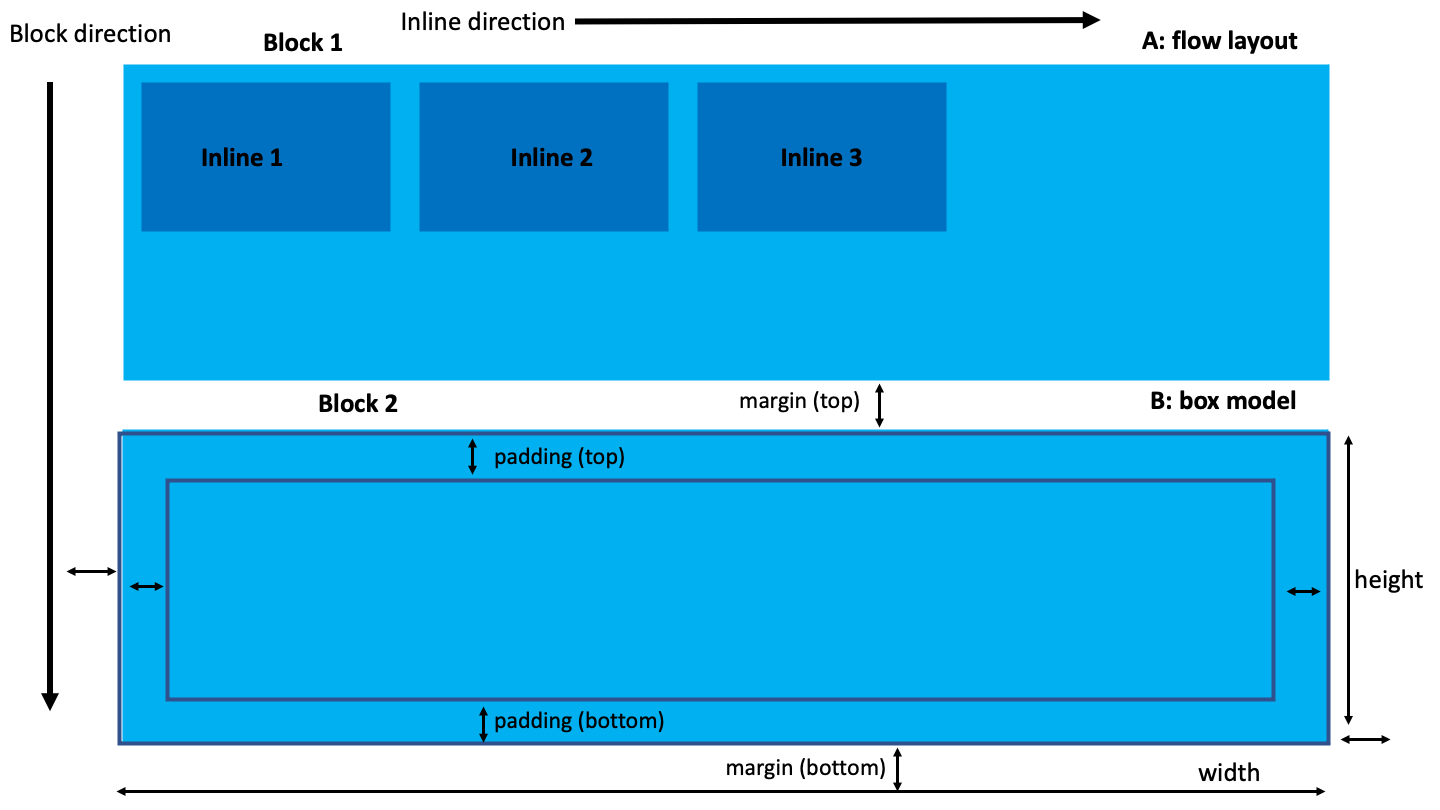 Block direction
Block 1
Inline direction
A: flow layout
Inline 1
Inline 2
Inline 3
Block 2
margin (top)
B: box model
padding (top)
height
padding (bottom)
margin (bottom)
width